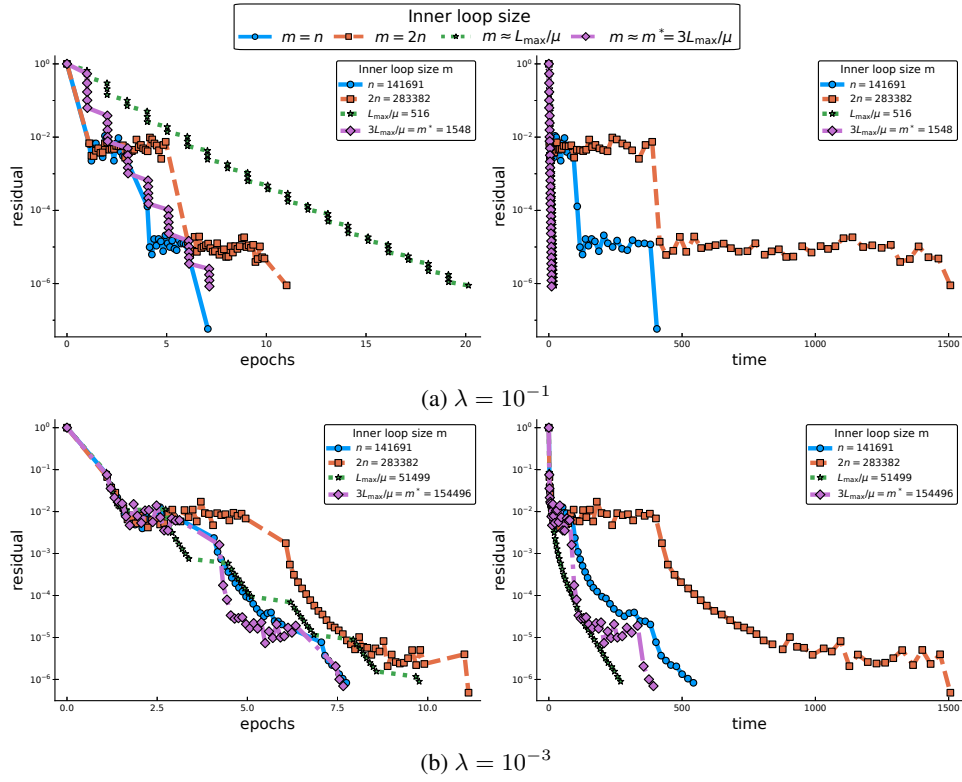 Inner loop size
m = n m = 2n m ≈ L_max/μ m ≈ m* = 3L_max/μ
Inner loop size m
n = 141691
2n = 283382
L_max/μ = 516
3L_max/μ = m* = 1548
residual
10^0
10^−2
10^−4
10^−6
0 5 10 15 20
epochs
Inner loop size m
n = 141691
2n = 283382
L_max/μ = 516
3L_max/μ = m* = 1548
residual
10^0
10^−2
10^−4
10^−6
0 500 1000 1500
time
(a) λ = 10^−1
Inner loop size m
n = 141691
2n = 283382
L_max/μ = 51499
3L_max/μ = m* = 154496
residual
10^0
10^−1
10^−2
10^−3
10^−4
10^−5
10^−6
0.0 2.5 5.0 7.5 10.0
epochs
Inner loop size m
n = 141691
2n = 283382
L_max/μ = 51499
3L_max/μ = m* = 154496
residual
10^0
10^−1
10^−2
10^−3
10^−4
10^−5
10^−6
0 500 1000 1500
time
(b) λ = 10^−3